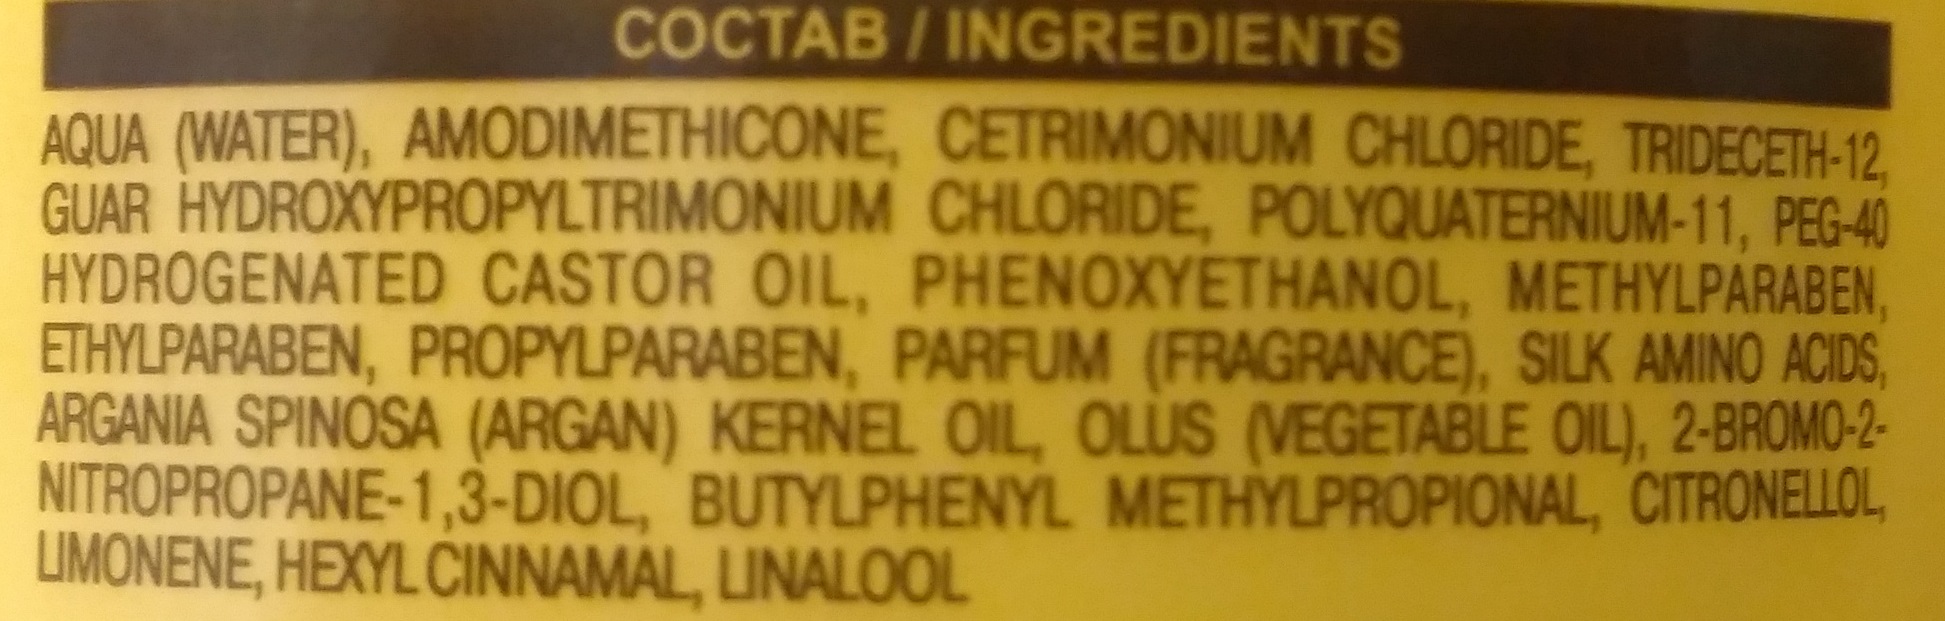 СОСТАВ / INGREDIENTS
AQUA (WATER), AMODIMETHICONE, CETRIMONIUM CHLORIDE, TRIDECETH-12,
GUAR HYDROXYPROPYLTRIMONIUM CHLORIDE, POLYQUATERNIUM-11, PEG-40
HYDROGENATED CASTOR OIL, PHENOXYETHANOL, METHYLPARABEN,
ETHYLPARABEN, PROPYLPARABEN, PARFUM (FRAGRANCE), SILK AMINO ACIDS,
ARGANIA SPINOSA (ARGAN) KERNEL OIL, OLUS (VEGETABLE OIL), 2-BROMO-2-
NITROPROPANE-1,3-DIOL, BUTYLPHENYL METHYLPROPIONAL, CITRONELLOL,
LIMONENE, HEXYL CINNAMAL, LINALOOL